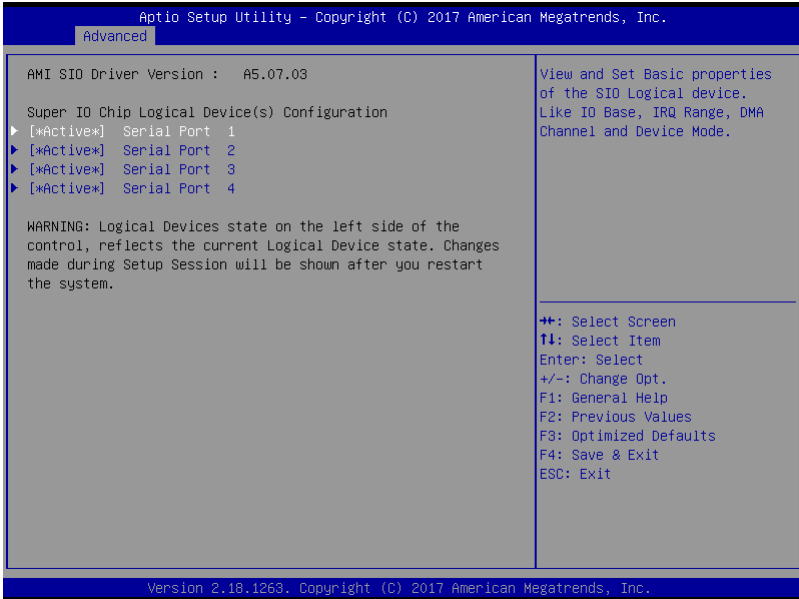 Aptio Setup Utility – Copyright (C) 2017 American Megatrends, Inc.
Advanced
AMI SIO Driver Version :   A5.07.03
Super IO Chip Logical Device(s) Configuration
[*Active*]   Serial Port   1
[*Active*]   Serial Port   2
[*Active*]   Serial Port   3
[*Active*]   Serial Port   4
WARNING: Logical Devices state on the left side of the
control, reflects the current Logical Device state. Changes
made during Setup Session will be shown after you restart
the system.
View and Set Basic properties
of the SIO Logical device.
Like IO Base, IRQ Range, DMA
Channel and Device Mode.
→←: Select Screen
↑↓: Select Item
Enter: Select
+/-: Change Opt.
F1: General Help
F2: Previous Values
F3: Optimized Defaults
F4: Save & Exit
ESC: Exit
Version 2.18.1263. Copyright (C) 2017 American Megatrends, Inc.